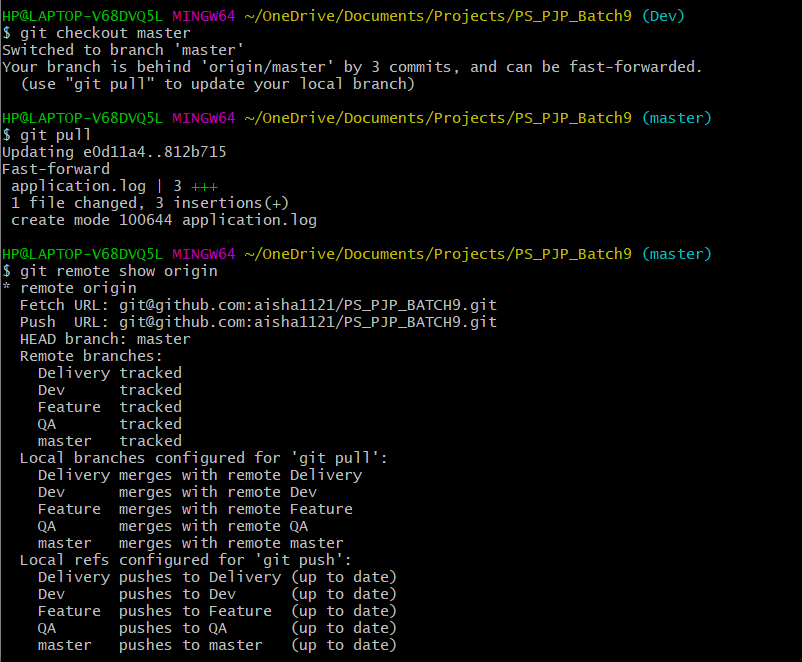 HP@LAPTOP-V68DVQ5L MINGW64 ~/OneDrive/Documents/Projects/PS_PJP_Batch9 (Dev)
$ git checkout master
Switched to branch 'master'
Your branch is behind 'origin/master' by 3 commits, and can be fast-forwarded.
  (use "git pull" to update your local branch)

HP@LAPTOP-V68DVQ5L MINGW64 ~/OneDrive/Documents/Projects/PS_PJP_Batch9 (master)
$ git pull
Updating e0d11a4..812b715
Fast-forward
 application.log | 3 +++
 1 file changed, 3 insertions(+)
 create mode 100644 application.log

HP@LAPTOP-V68DVQ5L MINGW64 ~/OneDrive/Documents/Projects/PS_PJP_Batch9 (master)
$ git remote show origin
* remote origin
  Fetch URL: git@github.com:aisha1121/PS_PJP_BATCH9.git
  Push  URL: git@github.com:aisha1121/PS_PJP_BATCH9.git
  HEAD branch: master
  Remote branches:
    Delivery tracked
    Dev      tracked
    Feature  tracked
    QA       tracked
    master   tracked
  Local branches configured for 'git pull':
    Delivery merges with remote Delivery
    Dev      merges with remote Dev
    Feature  merges with remote Feature
    QA       merges with remote QA
    master   merges with remote master
  Local refs configured for 'git push':
    Delivery pushes to Delivery (up to date)
    Dev      pushes to Dev      (up to date)
    Feature  pushes to Feature  (up to date)
    QA       pushes to QA       (up to date)
    master   pushes to master   (up to date)